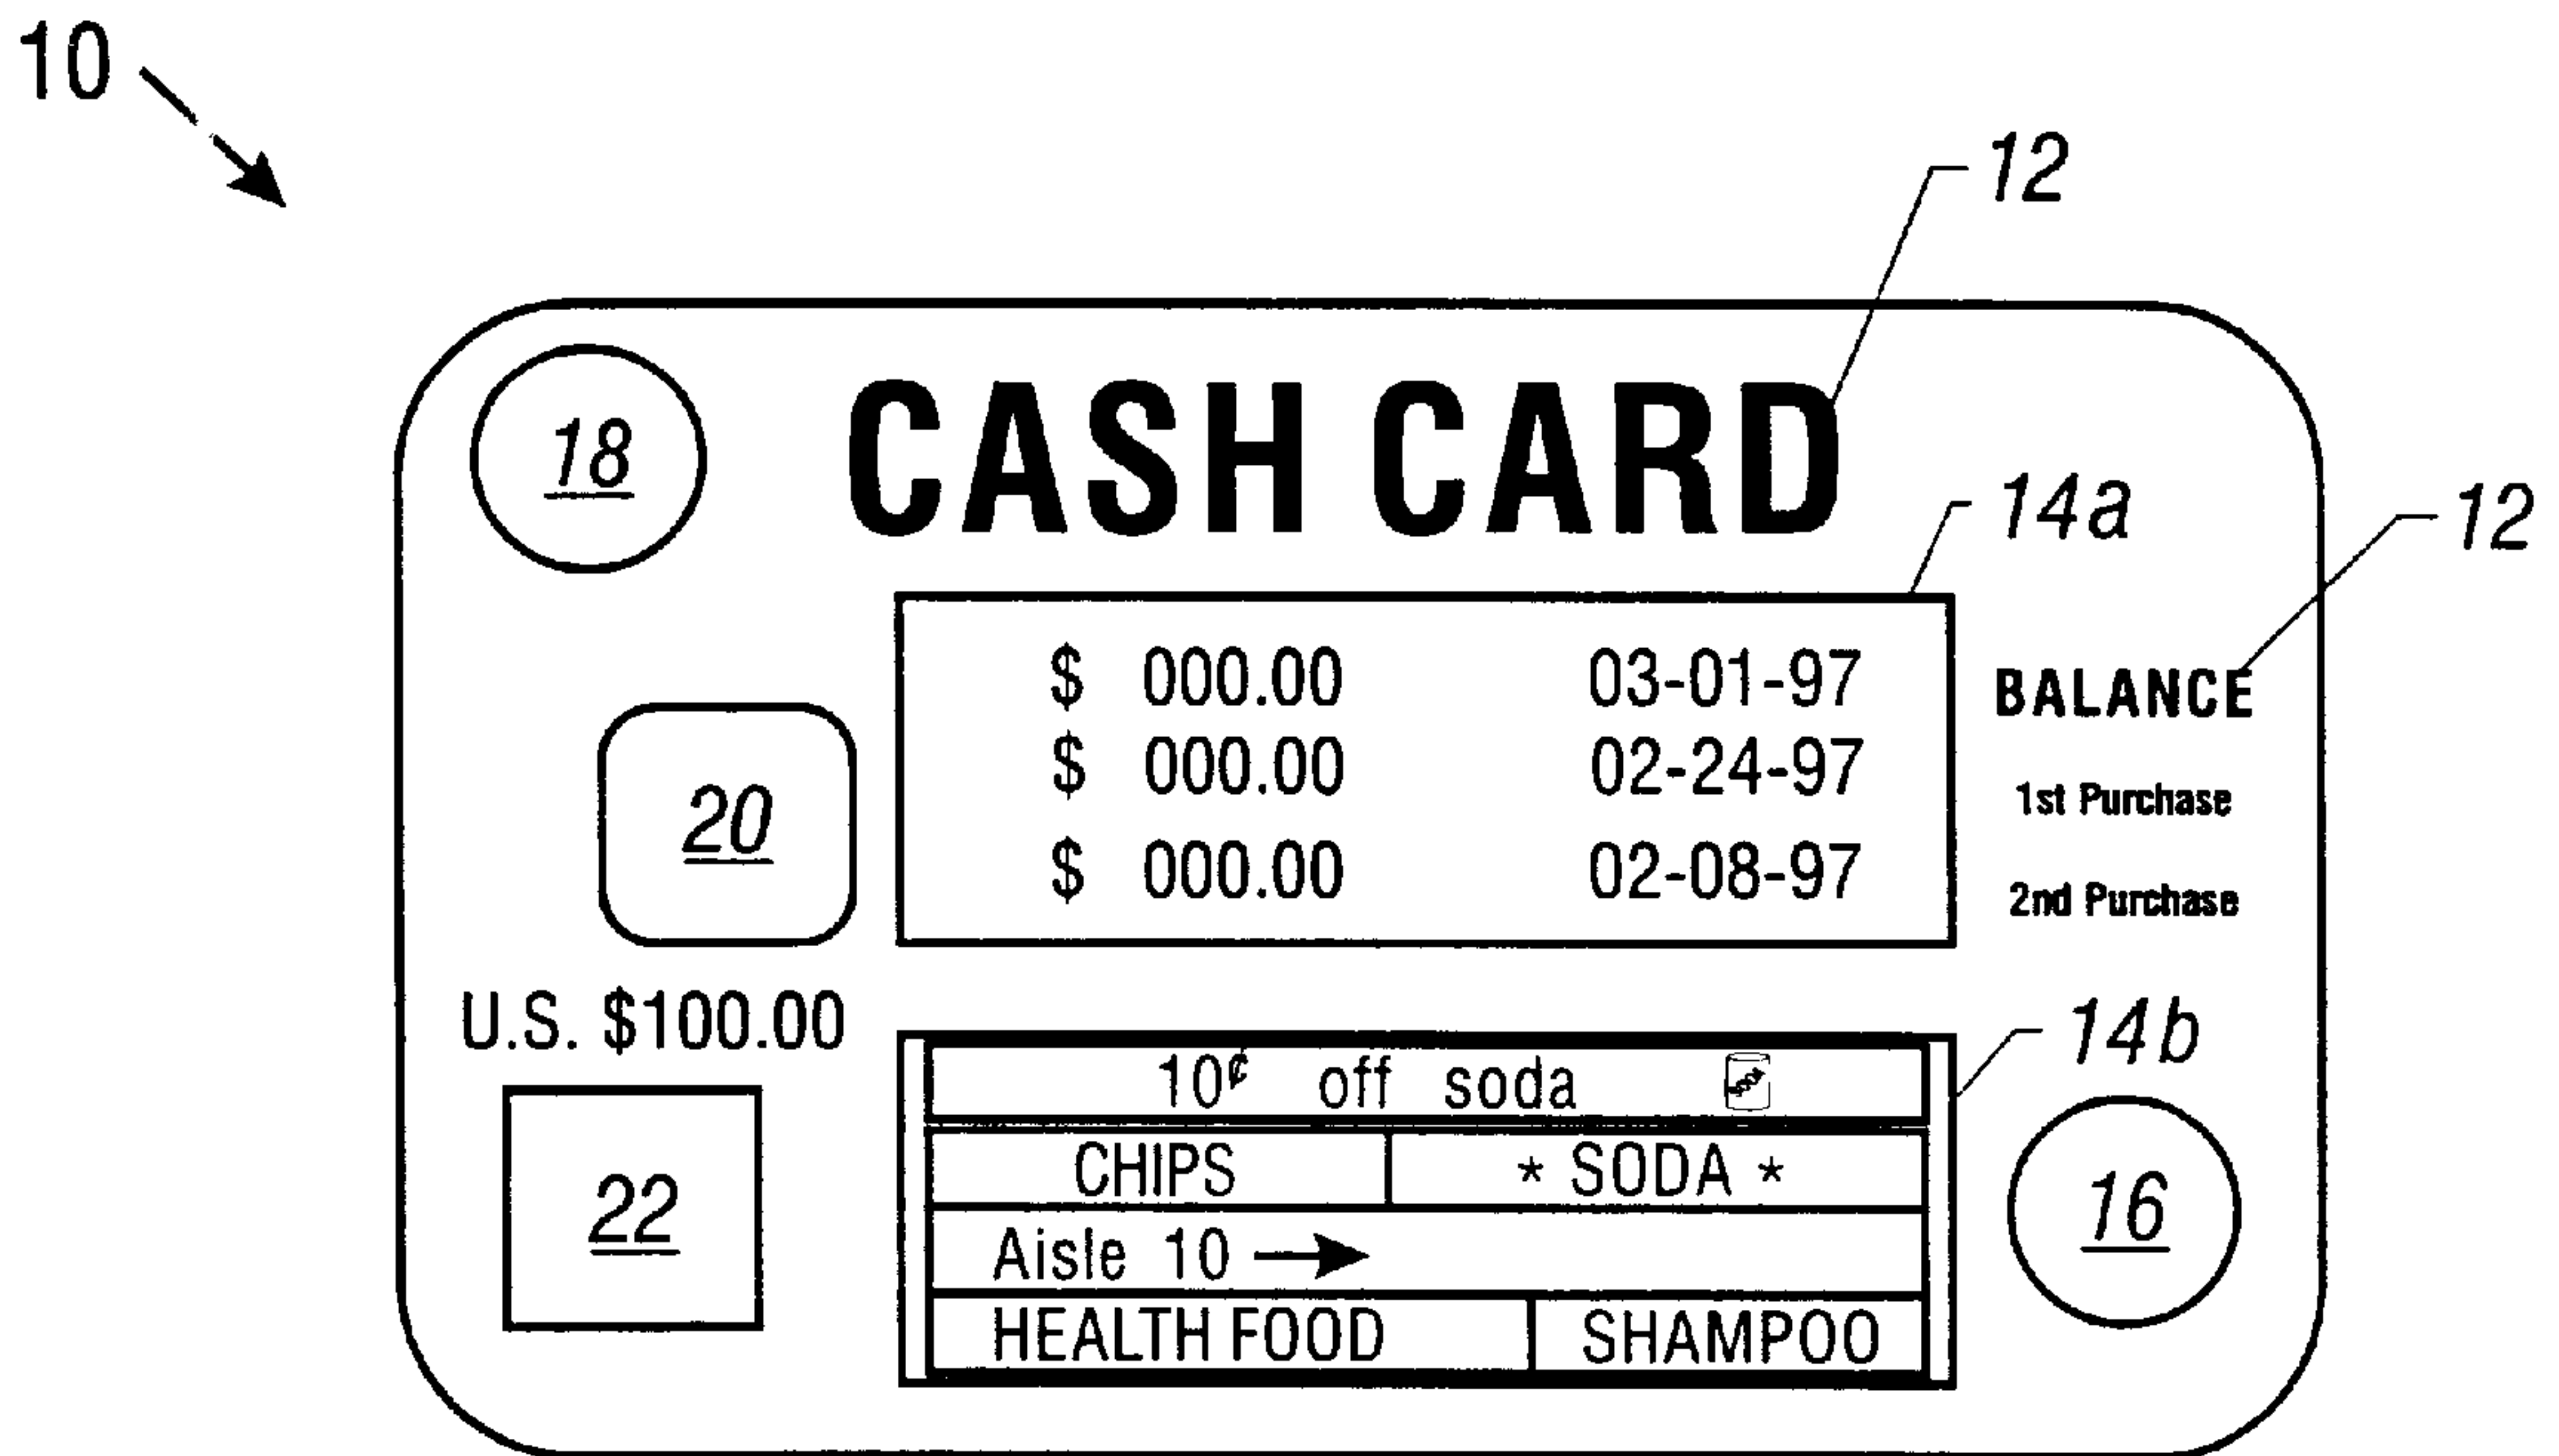 10
12
18
CASH CARD
14a
12
$ 000.00 03-01-97
BALANCE
$ 000.00 02-24-97
1st Purchase
20
$ 000.00 02-08-97
2nd Purchase
U.S. $100.00
14b
10¢ off soda
CHIPS * SODA *
22
16
Aisle 10 →
HEALTH FOOD SHAMPOO